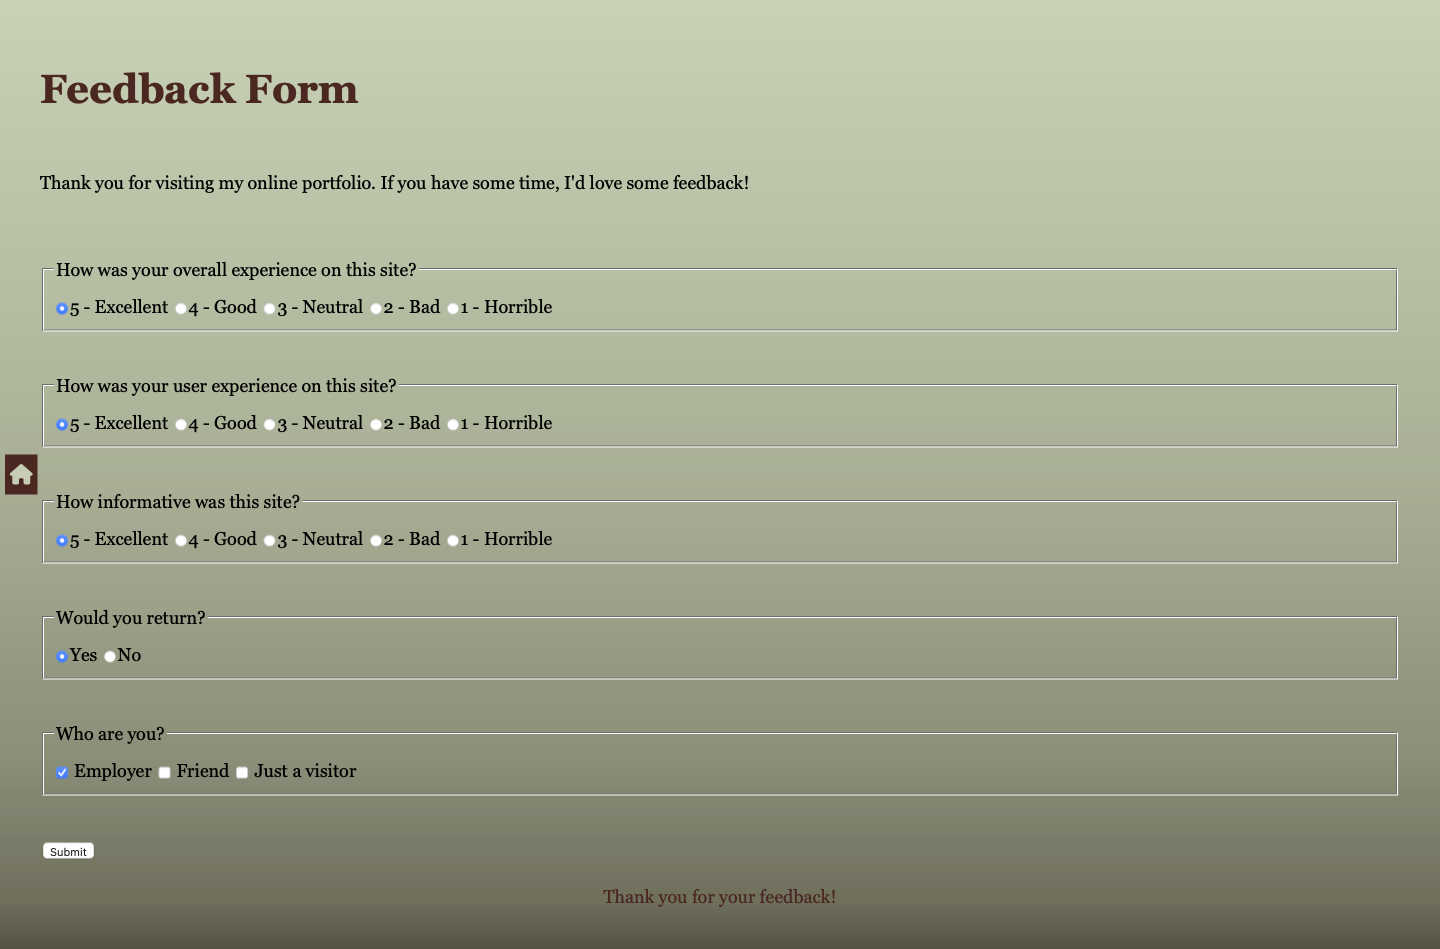 Feedback Form
Thank you for visiting my online portfolio. If you have some time, I'd love some feedback!
How was your overall experience on this site?
5 - Excellent 4 - Good 3 - Neutral 2 - Bad 1 - Horrible
How was your user experience on this site?
5 - Excellent 4 - Good 3 - Neutral 2 - Bad 1 - Horrible
How informative was this site?
5 - Excellent 4 - Good 3 - Neutral 2 - Bad 1 - Horrible
Would you return?
Yes No
Who are you?
Employer Friend Just a visitor
Submit
Thank you for your feedback!